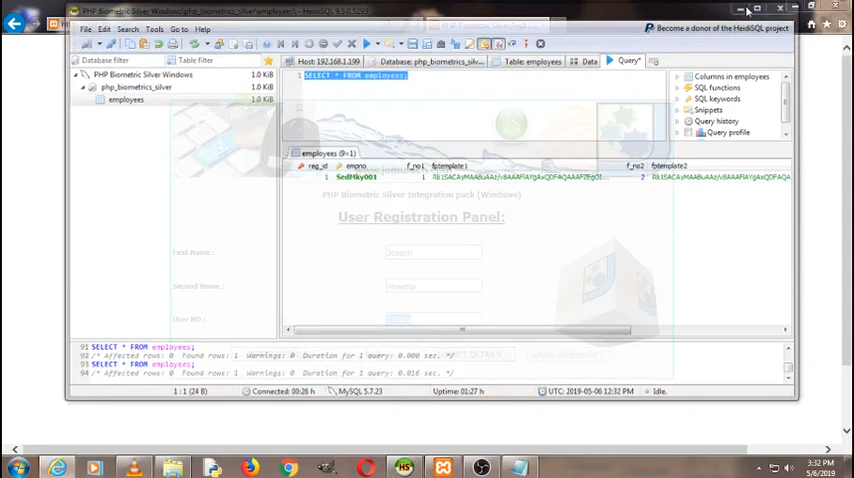 PHP Biometric Silver Windows\php_biometrics_silver\employees\ - HeidiSQL 9.5.0.5293
File Edit Search Tools Go to Help
Become a donor of the HeidiSQL project
Database filter Table filter
Host: 192.168.1.199 Database: php_biometrics_silv... Table: employees Data Query*
PHP Biometric Silver Windows 1.0 KiB
php_biometrics_silver 1.0 KiB
employees 1.0 KiB
1 SELECT * FROM employees;
Columns in employees
SQL functions
SQL keywords
Snippets
Query history
Query profile
employees (9×1)
reg_id empno. f_no1 fptemplate1 f_no2 fptemplate2
1 SedMky001 1 2
PHP Biometric Silver Integration pack (Windows)
User Registration Panel:
First Name : Joseph
Second Name : Mwema
User NO :
91 SELECT * FROM employees;
92 /* Affected rows: 0 Found rows: 1 Warnings: 0 Duration for 1 query: 0.000 sec. */
93 SELECT * FROM employees;
94 /* Affected rows: 0 Found rows: 1 Warnings: 0 Duration for 1 query: 0.016 sec. */
1 : 1 (24 B) Connected: 00:26 h MySQL 5.7.23 Uptime: 01:27 h UTC: 2019-05-06 12:32 PM Idle.
3:32 PM
5/6/2019